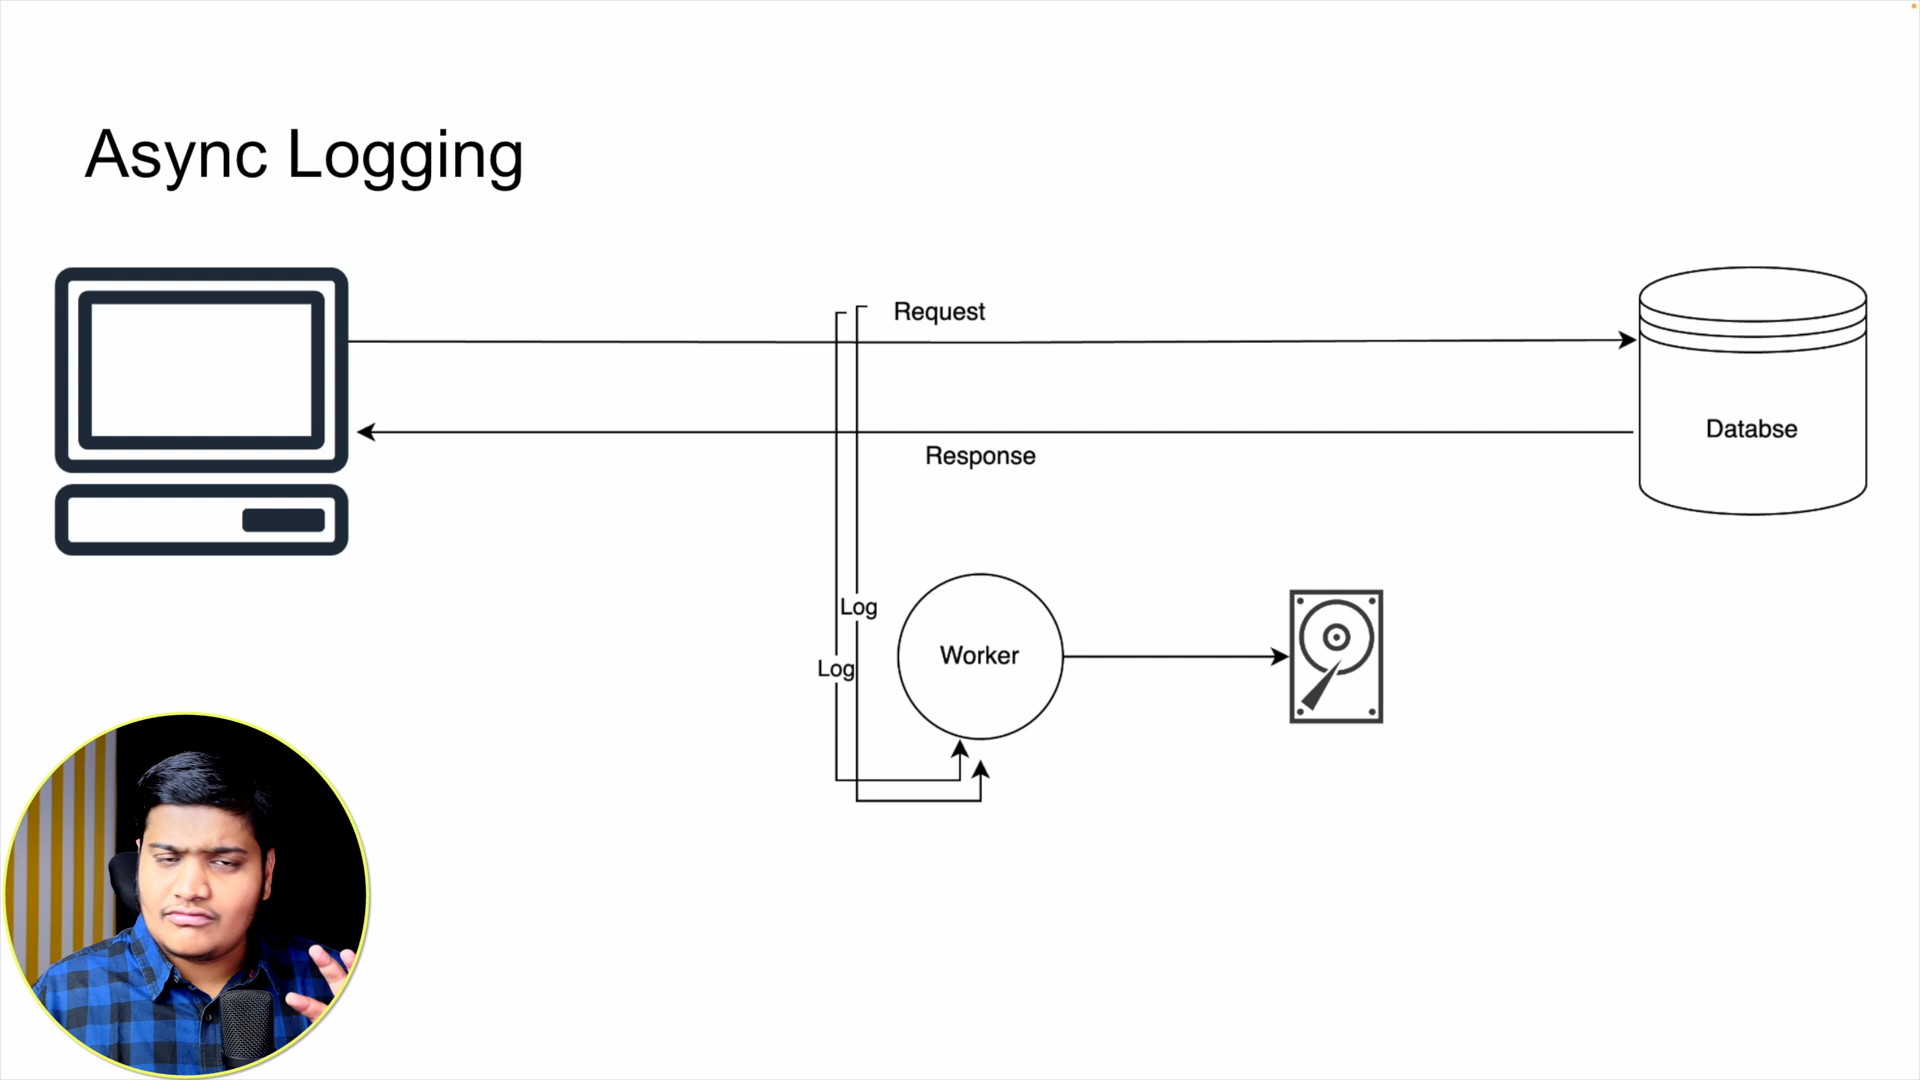 Async Logging
Request
Databse
Response
Log
Worker
Log